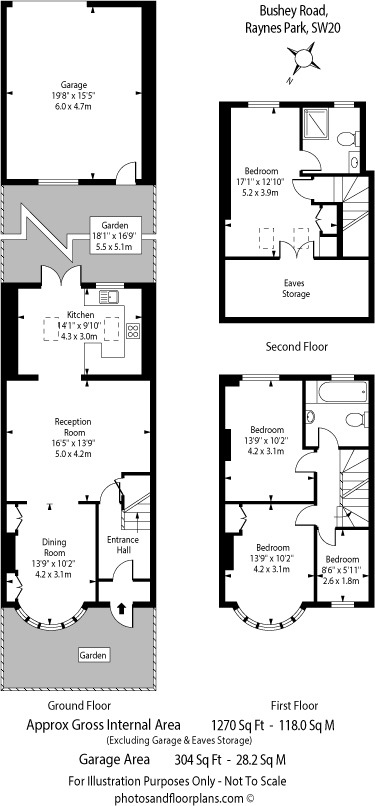 Bushey Road,
Raynes Park, SW20
N
Garage
19'8" x 15'5"
6.0 x 4.7m
Garden
18'1" x 16'9"
5.5 x 5.1m
Kitchen
14'1" x 9'10"
4.3 x 3.0m
Reception
Room
16'5" x 13'9"
5.0 x 4.2m
Dining
Room
13'9" x 10'2"
4.2 x 3.1m
Entrance
Hall
Garden
Ground Floor
Bedroom
17'1" x 12'10"
5.2 x 3.9m
Eaves
Storage
Second Floor
Bedroom
13'9" x 10'2"
4.2 x 3.1m
Bedroom
13'9" x 10'2"
4.2 x 3.1m
Bedroom
8'6" x 5'11"
2.6 x 1.8m
First Floor
Approx Gross Internal Area 1270 Sq Ft - 118.0 Sq M
(Excluding Garage & Eaves Storage)
Garage Area 304 Sq Ft - 28.2 Sq M
For Illustration Purposes Only - Not To Scale
photosandfloorplans.com ©